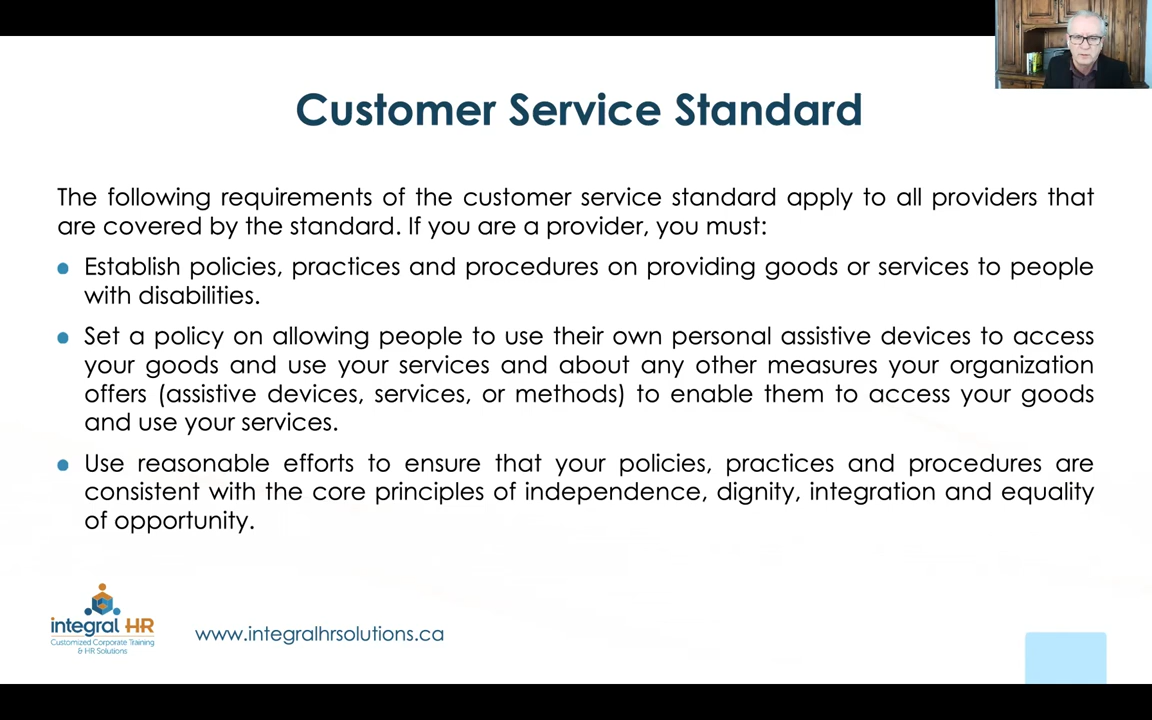 Customer Service Standard
The following requirements of the customer service standard apply to all providers that
are covered by the standard. If you are a provider, you must:
Establish policies, practices and procedures on providing goods or services to people
with disabilities.
Set a policy on allowing people to use their own personal assistive devices to access
your goods and use your services and about any other measures your organization
offers (assistive devices, services, or methods) to enable them to access your goods
and use your services.
Use reasonable efforts to ensure that your policies, practices and procedures are
consistent with the core principles of independence, dignity, integration and equality
of opportunity.
integral HR
Customized Corporate Training
& HR Solutions
www.integralhrsolutions.ca